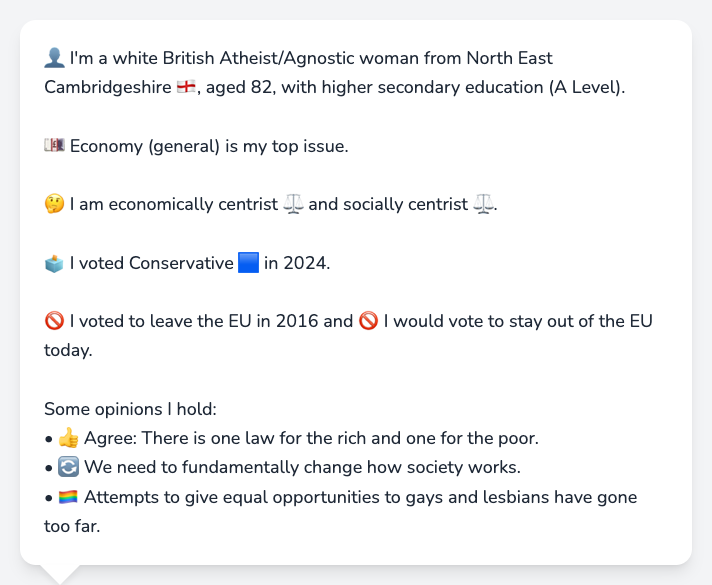 👤 I'm a white British Atheist/Agnostic woman from North East
Cambridgeshire 🏴󠁧󠁢󠁥󠁮󠁧󠁿, aged 82, with higher secondary education (A Level).
💷 Economy (general) is my top issue.
🤔 I am economically centrist ⚖️ and socially centrist ⚖️.
🗳️ I voted Conservative 🟦 in 2024.
🚫 I voted to leave the EU in 2016 and 🚫 I would vote to stay out of the EU
today.
Some opinions I hold:
• 👍 Agree: There is one law for the rich and one for the poor.
• 🔄 We need to fundamentally change how society works.
• 🏳️‍🌈 Attempts to give equal opportunities to gays and lesbians have gone
too far.